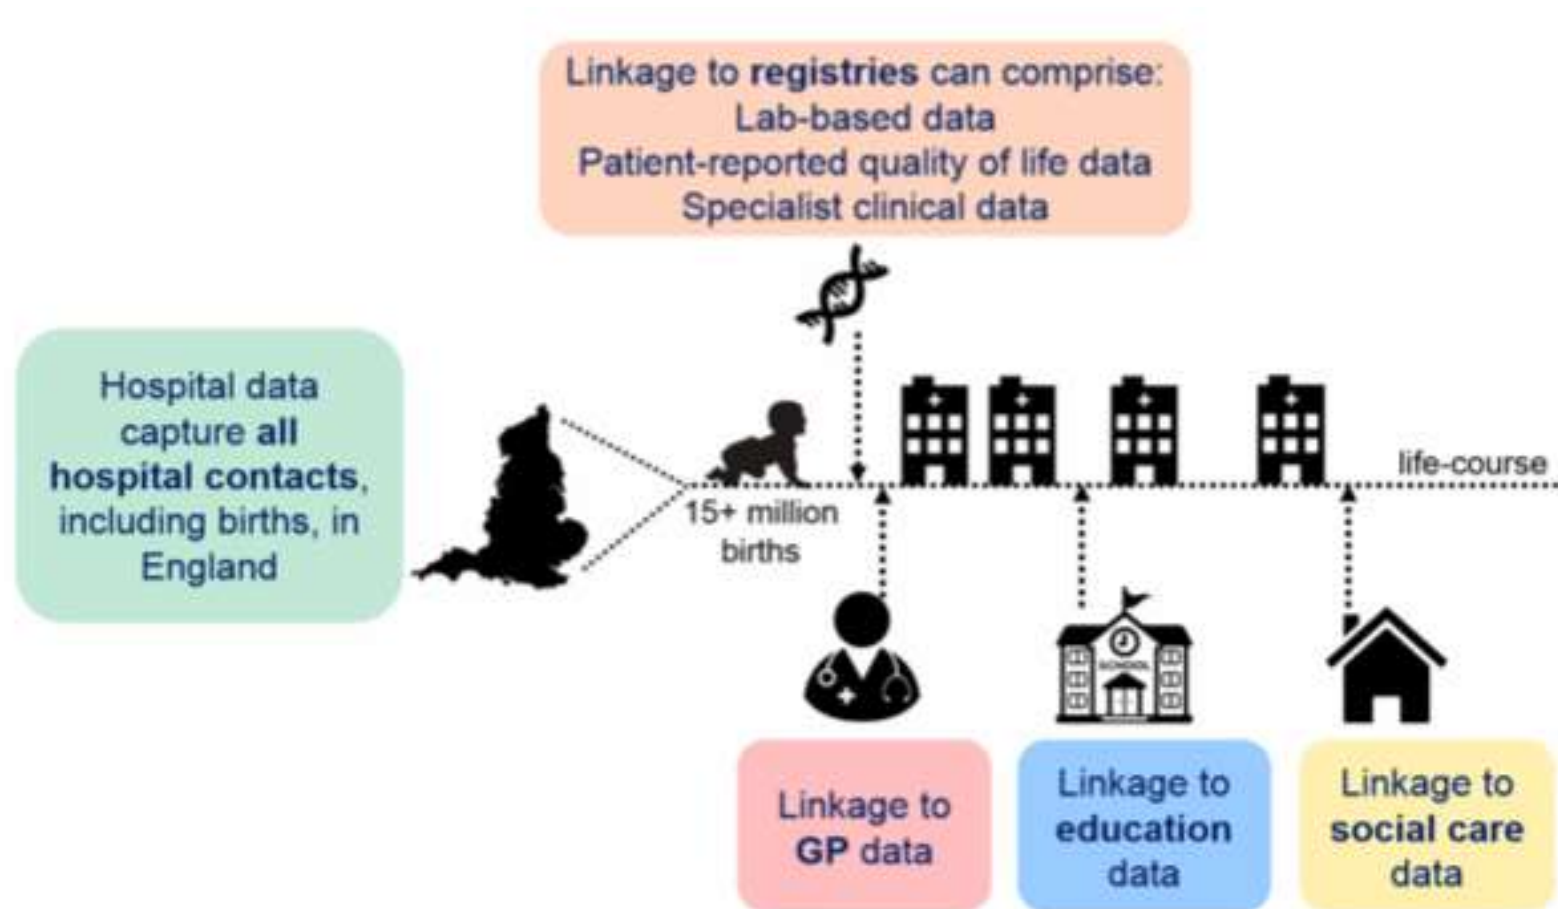 Linkage to registries can comprise:
Lab-based data
Patient-reported quality of life data
Specialist clinical data
Hospital data
capture all
hospital contacts,
including births, in
England
life-course
15+ million
births
SCHOOL
Linkage to
GP data
Linkage to
education
data
Linkage to
social care
data